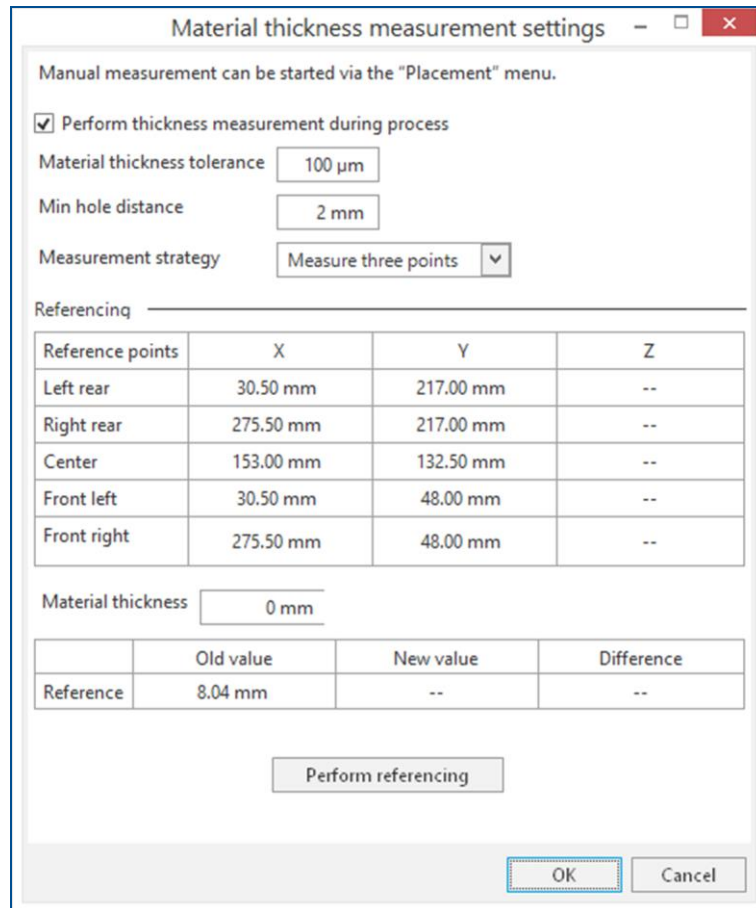 Material thickness measurement settings
Manual measurement can be started via the “Placement” menu.
Perform thickness measurement during process
Material thickness tolerance 100 µm
Min hole distance 2 mm
Measurement strategy Measure three points
Referencing
Reference points X Y Z
Left rear 30.50 mm 217.00 mm --
Right rear 275.50 mm 217.00 mm --
Center 153.00 mm 132.50 mm --
Front left 30.50 mm 48.00 mm --
Front right 275.50 mm 48.00 mm --
Material thickness 0 mm
Old value New value Difference
Reference 8.04 mm -- --
Perform referencing
OK Cancel